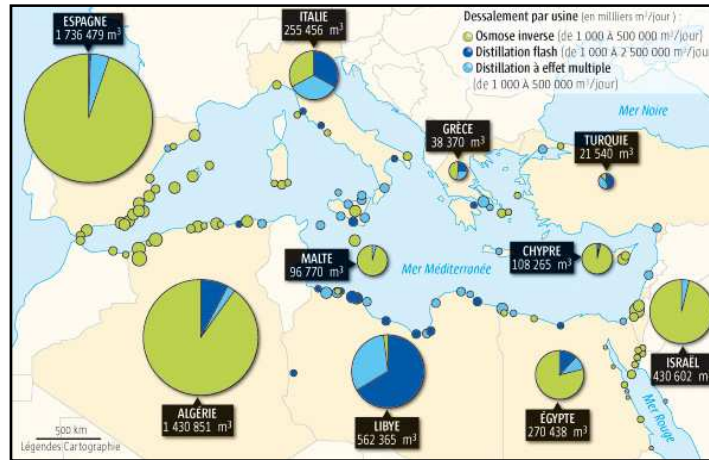 ESPAGNE
1 736 479 m³
ITALIE
255 456 m³
Dessalement par usine (en milliers m³/jour) :
Osmose inverse (de 1 000 À 500 000 m³/jour)
Distillation flash (de 1 000 À 2 500 000 m³/jour
Distillation à effet multiple
(de 1 000 À 500 000 m³/jour)
Mer Noire
GRÈCE
38 370 m³
TURQUIE
21 540 m³
MALTE
96 770 m³
Mer Méditerranée
CHYPRE
108 265 m³
ISRAËL
430 602 m
ALGÉRIE
1 430 851 m³
LIBYE
562 365 m³
ÉGYPTE
270 438 m³
Mer Rouge
500 km
Légendes Cartographie